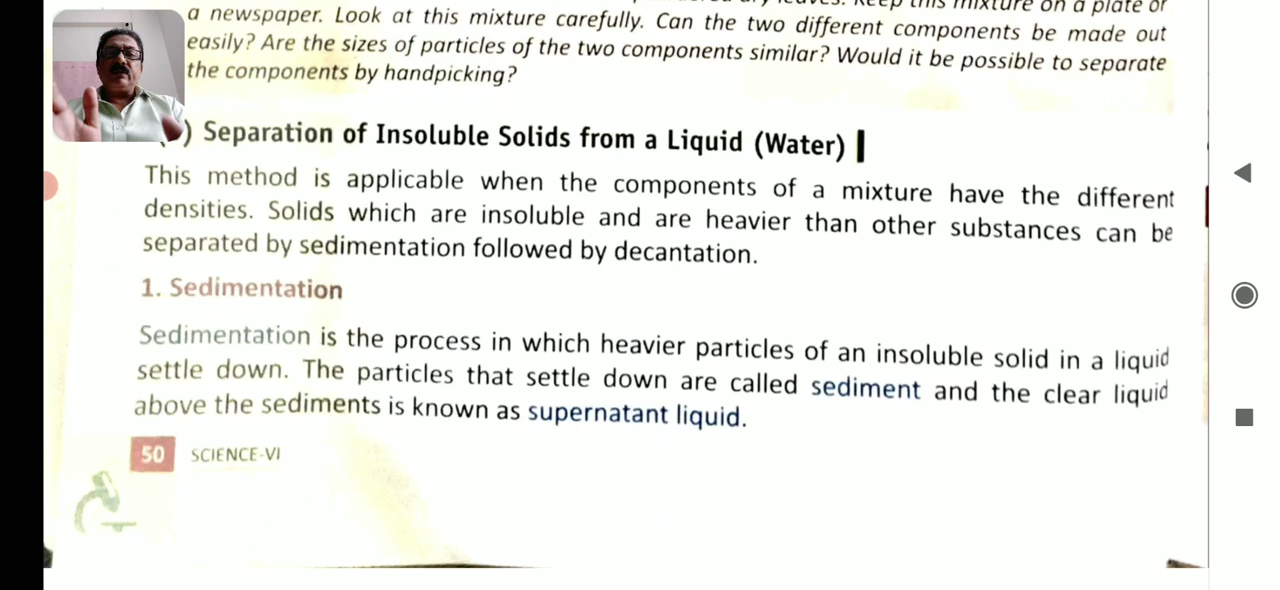 this mixture on a plate or
a newspaper. Look at this mixture carefully. Can the two different components be made out
easily? Are the sizes of particles of the two components similar? Would it be possible to separate
the components by handpicking?
) Separation of Insoluble Solids from a Liquid (Water)
This method is applicable when the components of a mixture have the different
densities. Solids which are insoluble and are heavier than other substances can be
separated by sedimentation followed by decantation.
1. Sedimentation
Sedimentation is the process in which heavier particles of an insoluble solid in a liquid
settle down. The particles that settle down are called sediment and the clear liquid
above the sediments is known as supernatant liquid.
50 SCIENCE-VI